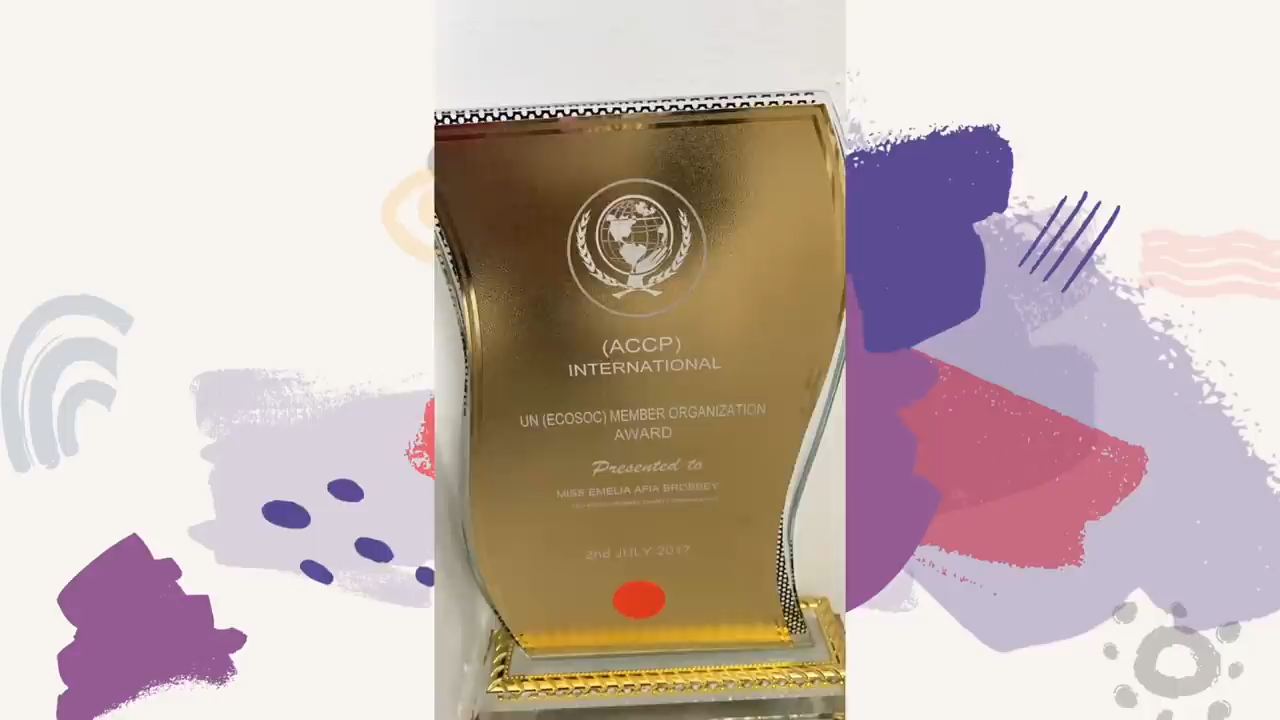 (ACCP)
INTERNATIONAL
UN (ECOSOC) MEMBER ORGANIZATION
AWARD
Presented to
MISS EMELIA AFIA BROBBEY
2nd JULY 2017